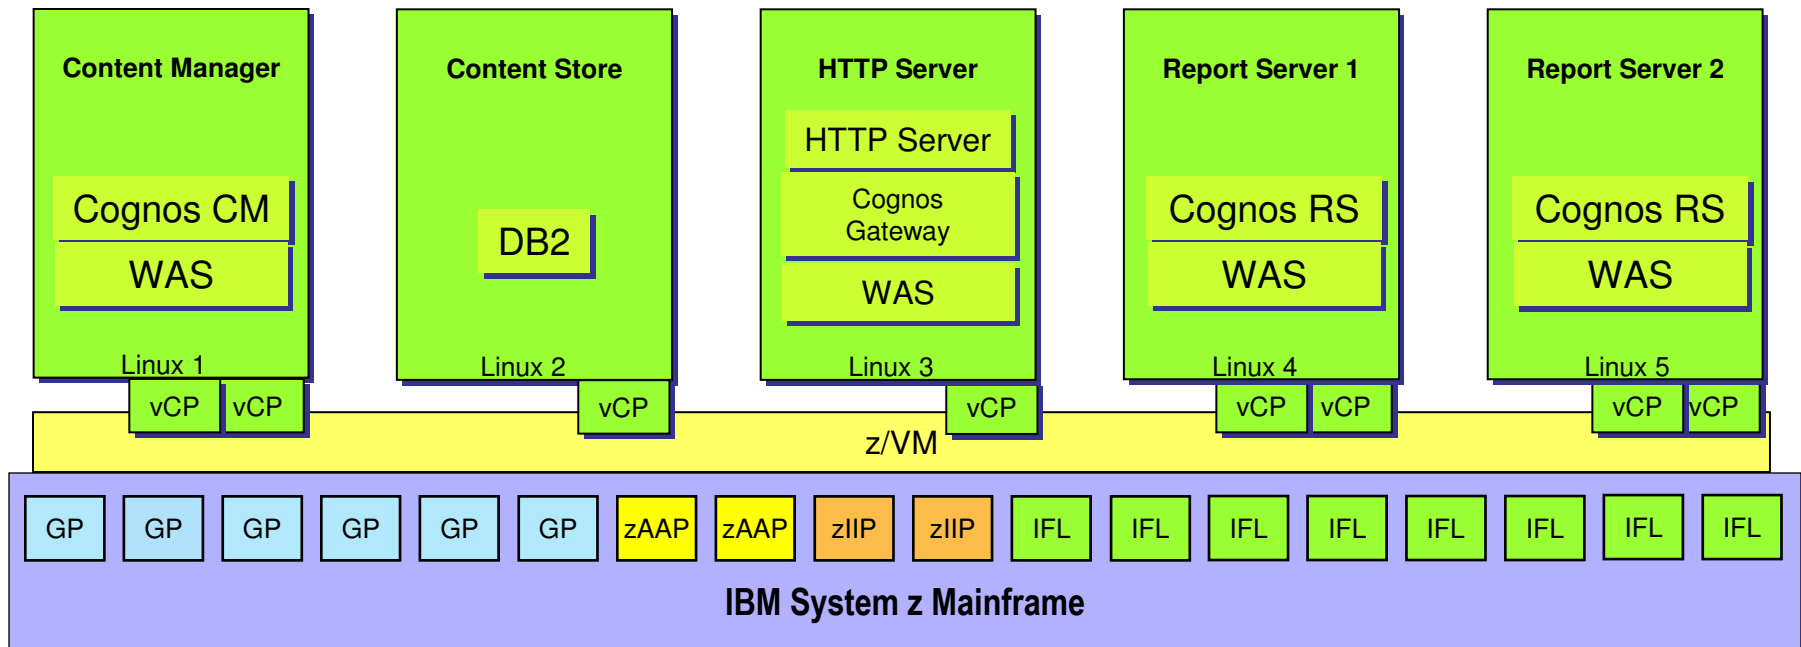 Content Manager
Cognos CM
WAS
Linux 1
vCP vCP
Content Store
DB2
Linux 2
vCP
HTTP Server
HTTP Server
Cognos
Gateway
WAS
Linux 3
vCP
Report Server 1
Cognos RS
WAS
Linux 4
vCP vCP
Report Server 2
Cognos RS
WAS
Linux 5
vCP vCP
z/VM
GP GP GP GP GP GP zAAP zAAP zIIP zIIP IFL IFL IFL IFL IFL IFL IFL IFL
IBM System z Mainframe